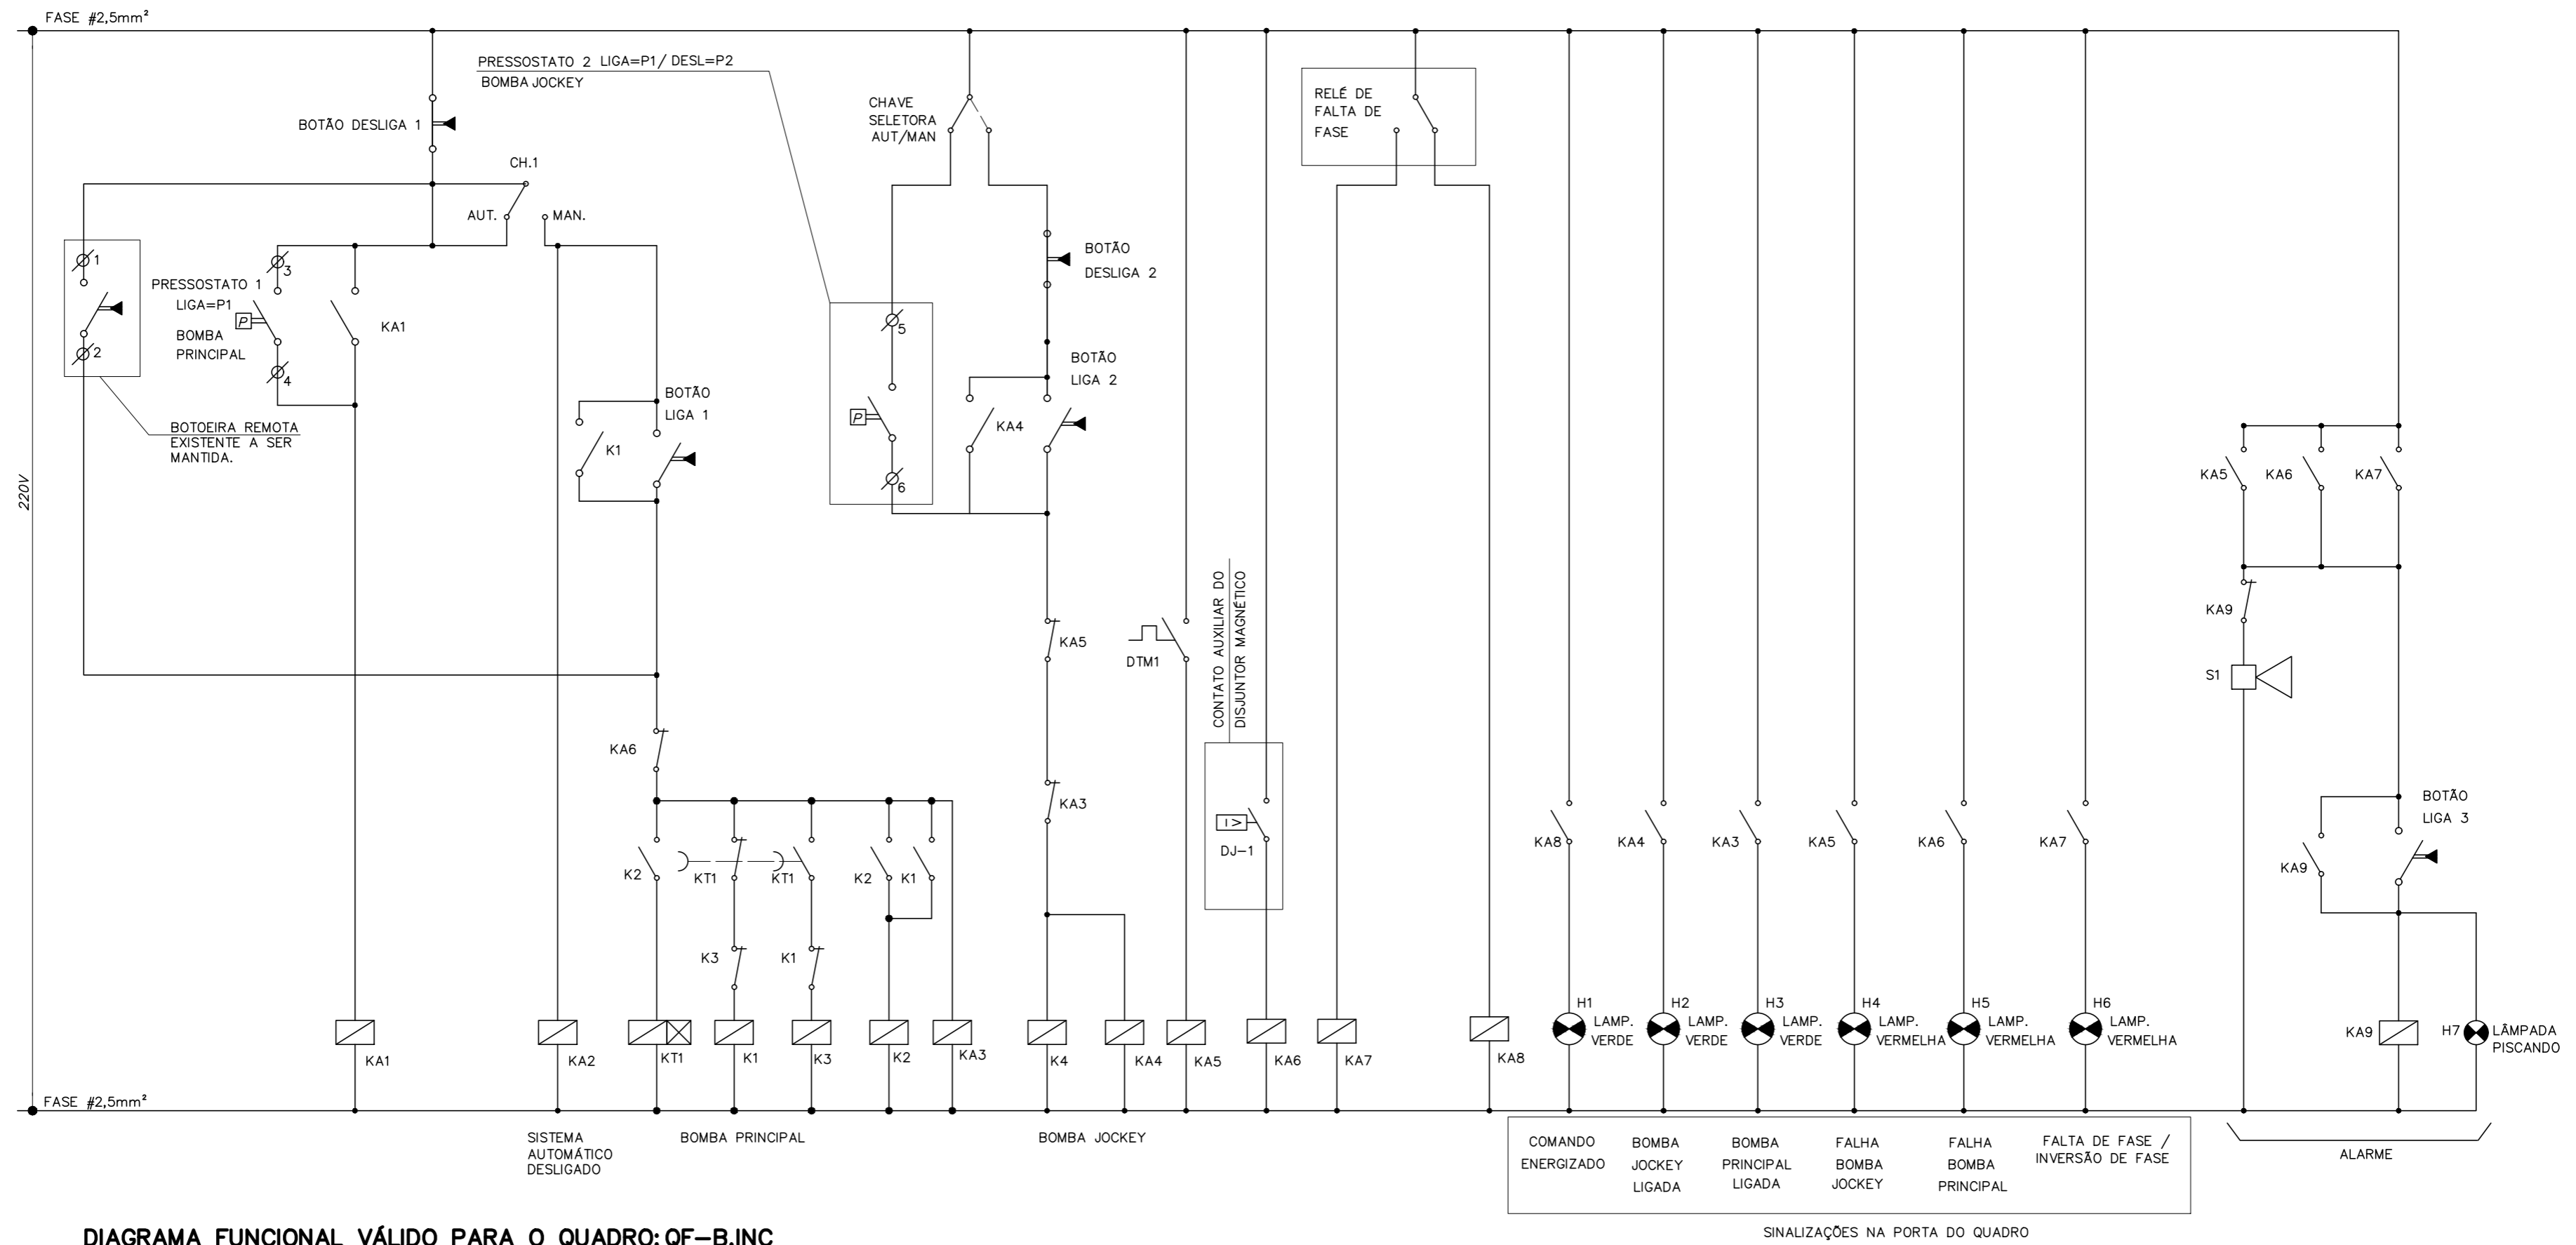 FASE #2,5mm²
PRESSOSTATO 2 LIGA=P1/ DESL=P2
BOMBA JOCKEY
BOTÃO DESLIGA 1
CH.1
AUT.
MAN.
CHAVE
SELETORA
AUT/MAN
RELÉ DE
FALTA DE
FASE
1
2
BOTOEIRA REMOTA
EXISTENTE A SER
MANTIDA.
3
PRESSOSTATO 1
LIGA=P1
P
BOMBA
PRINCIPAL
4
KA1
BOTÃO
LIGA 1
K1
5
P
6
BOTÃO
DESLIGA 2
BOTÃO
LIGA 2
KA4
220V
KA5
KA6
KA7
KA9
S1
KA5
DTM1
CONTATO AUXILIAR DO
DISJUNTOR MAGNÉTICO
KA6
KA3
I >
DJ-1
K2
KT1
KT1
K2
K1
K3
K1
KA8
KA4
KA3
KA5
KA6
KA7
BOTÃO
LIGA 3
KA9
KA1
KA2
KT1
K1
K3
K2
KA3
K4
KA4
KA5
KA6
KA7
KA8
H1
LAMP.
VERDE
H2
LAMP.
VERDE
H3
LAMP.
VERDE
H4
LAMP.
VERMELHA
H5
LAMP.
VERMELHA
H6
LAMP.
VERMELHA
KA9
H7
LÂMPADA
PISCANDO
FASE #2,5mm²
SISTEMA
AUTOMÁTICO
DESLIGADO
BOMBA PRINCIPAL
BOMBA JOCKEY
COMANDO
ENERGIZADO
BOMBA
JOCKEY
LIGADA
BOMBA
PRINCIPAL
LIGADA
FALHA
BOMBA
JOCKEY
FALHA
BOMBA
PRINCIPAL
FALTA DE FASE /
INVERSÃO DE FASE
ALARME
SINALIZAÇÕES NA PORTA DO QUADRO
DIAGRAMA FUNCIONAL VÁLIDO PARA O QUADRO: QF-B.INC